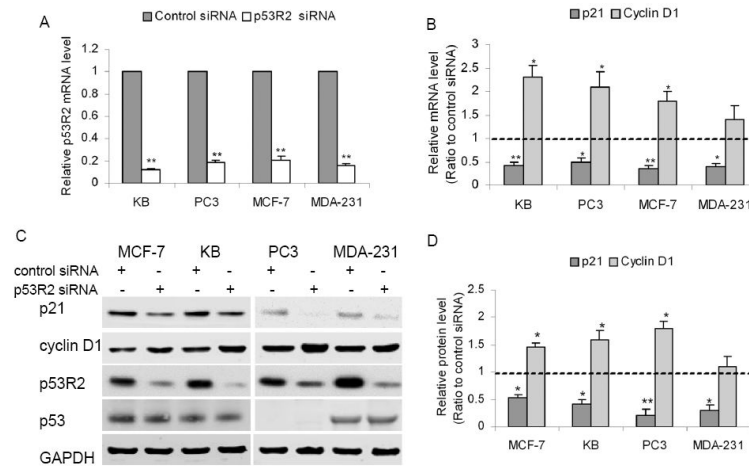 A
Control siRNA p53R2 siRNA
Relative p53R2 mRNA level
1.2
1
0.8
0.6
0.4
0.2
0
** ** ** **
KB PC3 MCF-7 MDA-231
B
p21 Cyclin D1
Relative mRNA level
(Ratio to control siRNA)
3
2.5
2
1.5
1
0.5
0
** * * * ** * *
KB PC3 MCF-7 MDA-231
C
MCF-7 KB PC3 MDA-231
control siRNA + - + - + - + -
p53R2 siRNA - + - + - + - +
p21
cyclin D1
p53R2
p53
GAPDH
D
p21 Cyclin D1
Relative protein level
(Ratio to control siRNA)
2.5
2
1.5
1
0.5
0
* * * * ** * *
MCF-7 KB PC3 MDA-231